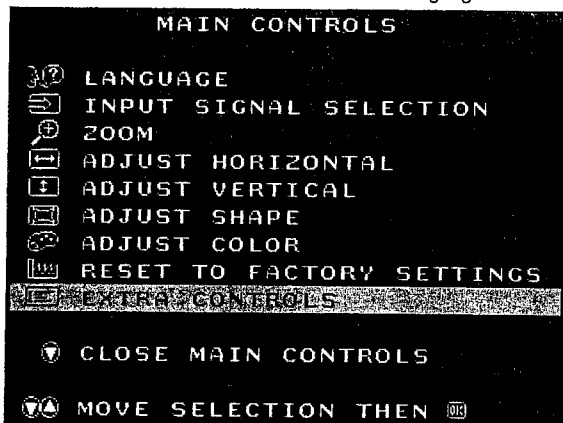 MAIN CONTROLS
LANGUAGE
INPUT SIGNAL SELECTION
ZOOM
ADJUST HORIZONTAL
ADJUST VERTICAL
ADJUST SHAPE
ADJUST COLOR
RESET TO FACTORY SETTINGS
EXTRA CONTROLS
CLOSE MAIN CONTROLS
MOVE SELECTION THEN OK